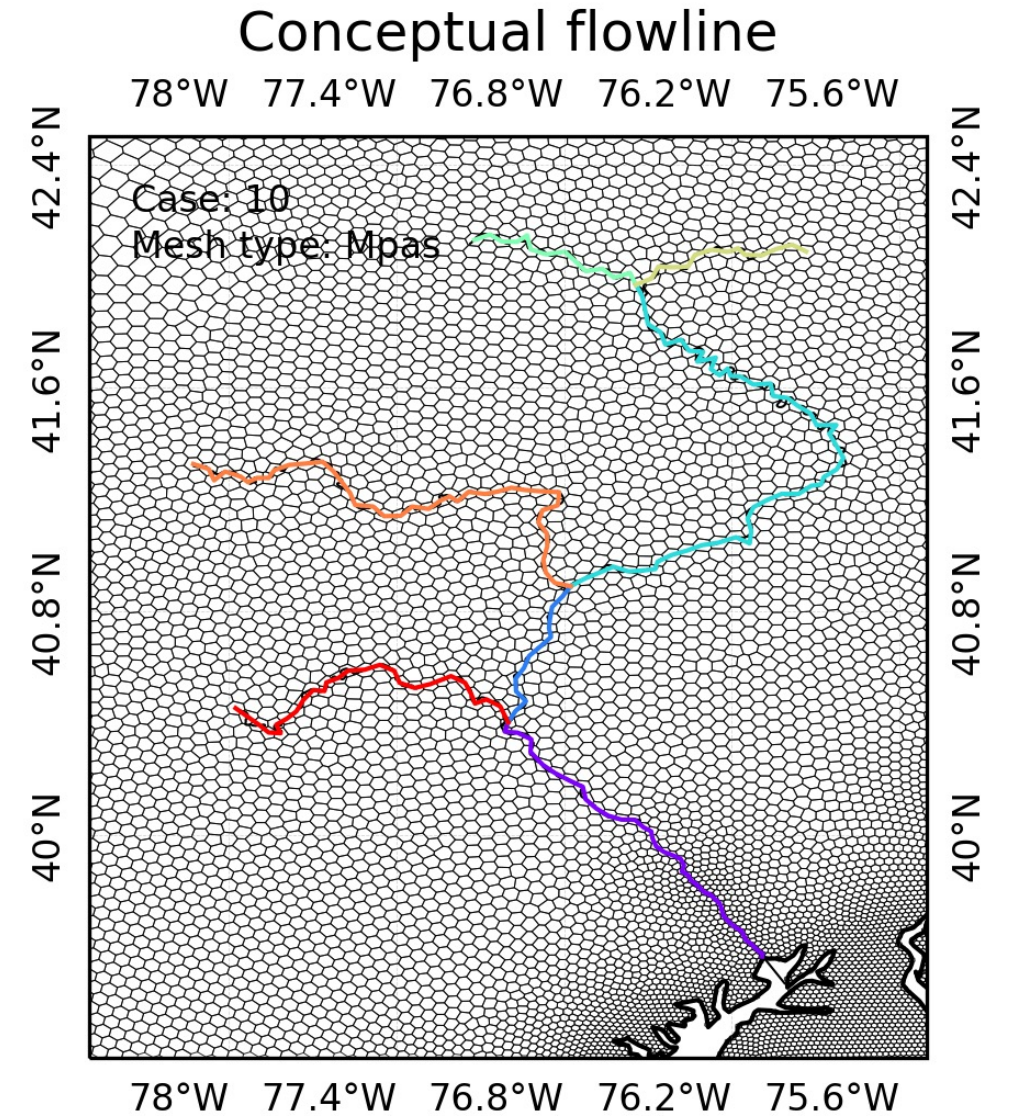 Conceptual flowline
78°W 77.4°W 76.8°W 76.2°W 75.6°W
42.4°N 42.4°N
Case: 10
Mesh type: Mpas
41.6°N 41.6°N
40.8°N 40.8°N
40°N 40°N
78°W 77.4°W 76.8°W 76.2°W 75.6°W